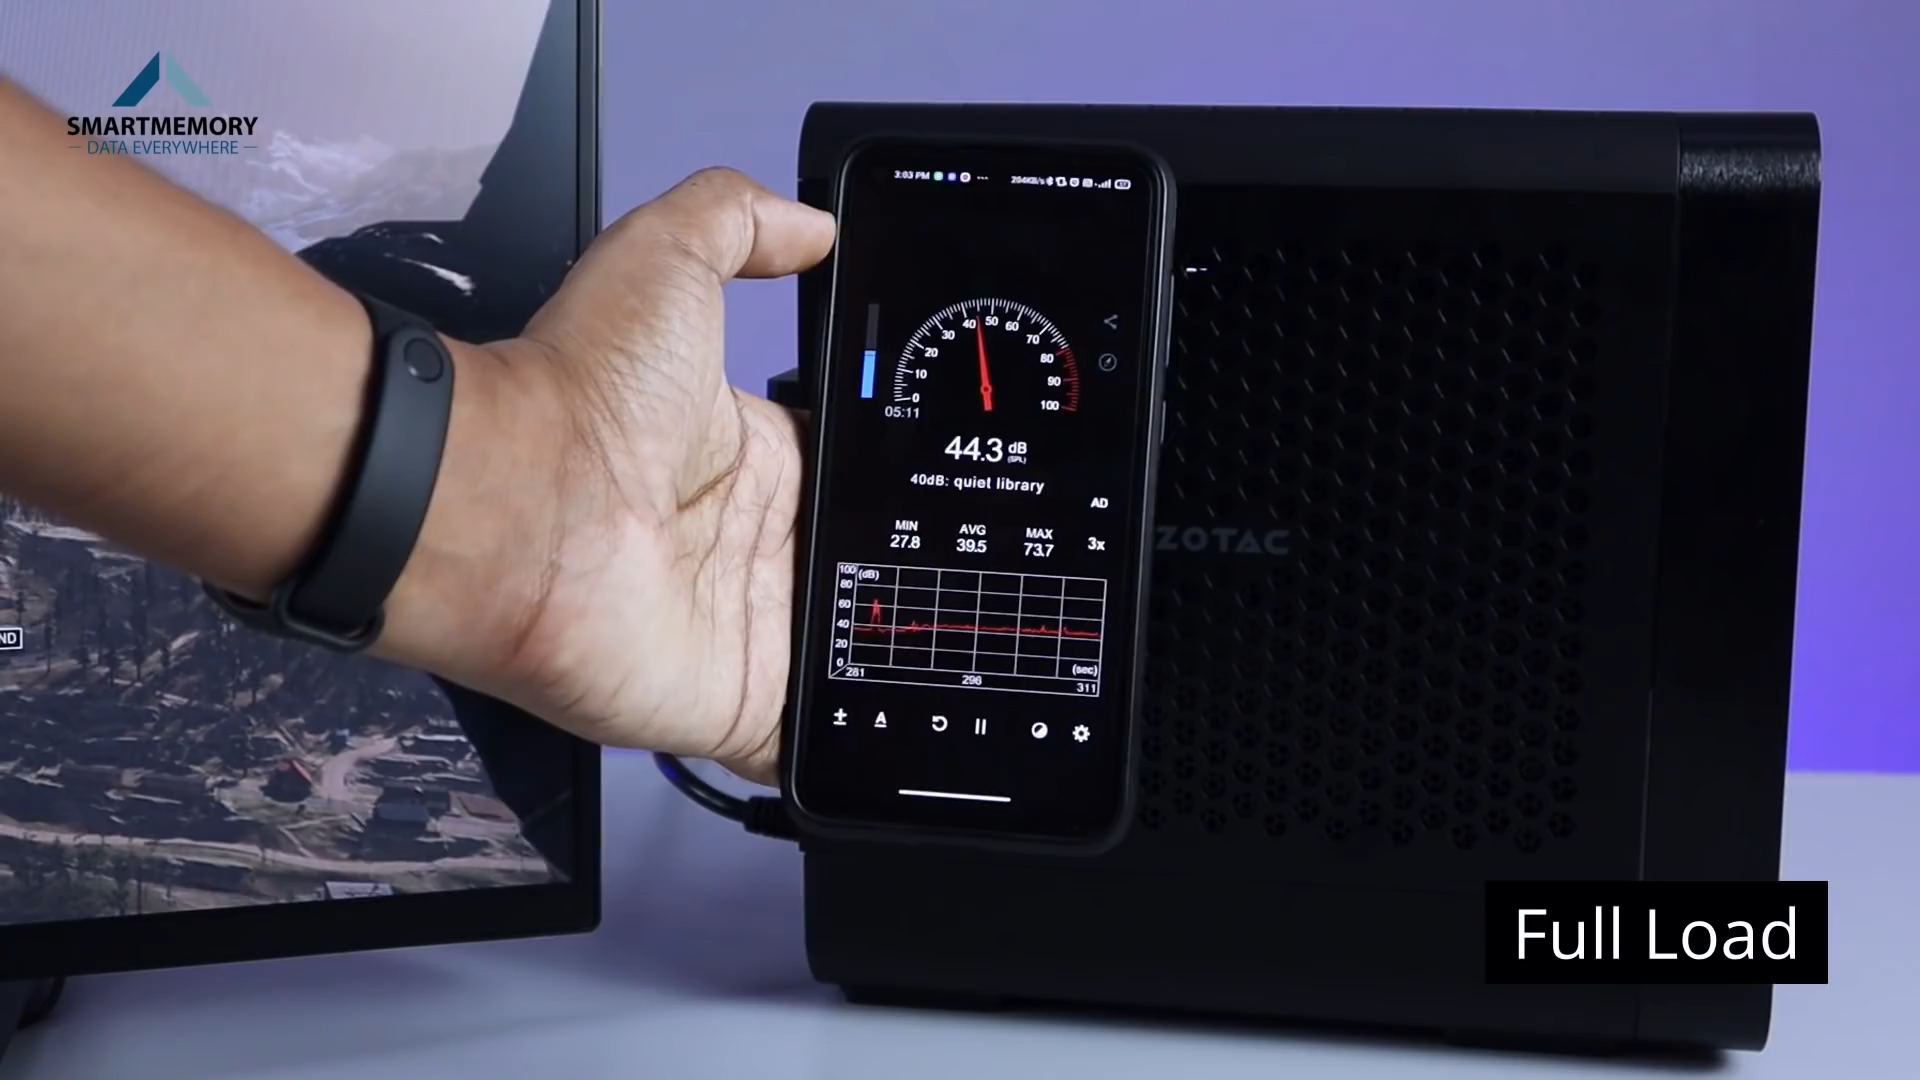 SMARTMEMORY
DATA EVERYWHERE
3:03 PM
50
40
60
30
70
20
80
10
90
0
100
05:11
44.3 dB
(SPL)
40dB: quiet library
AD
MIN AVG MAX
27.8 39.5 73.7 3x
100 (dB)
80
60
40
20
0
(sec)
281 296 311
A
ZOTAC
ND
Full Load